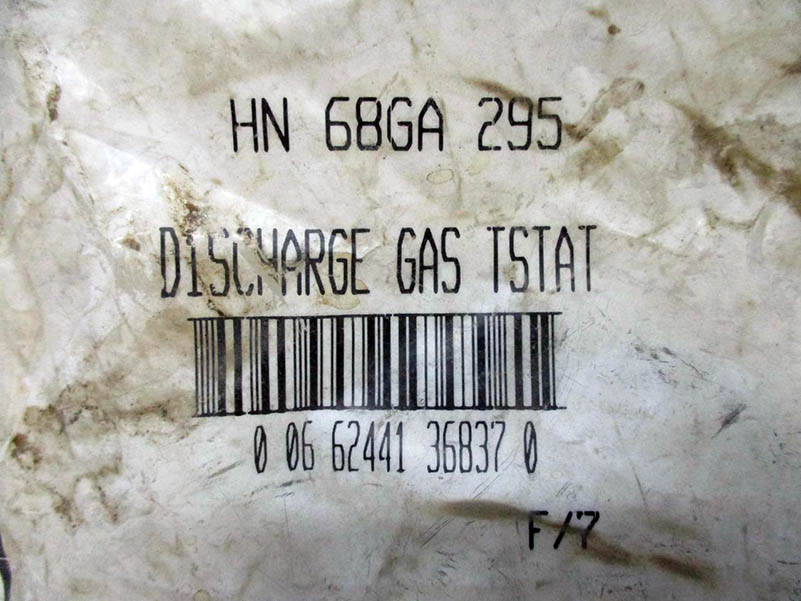 HN 68GA 295
DISCHARGE GAS TSTAT
0 06 62441 36837 0
F/7